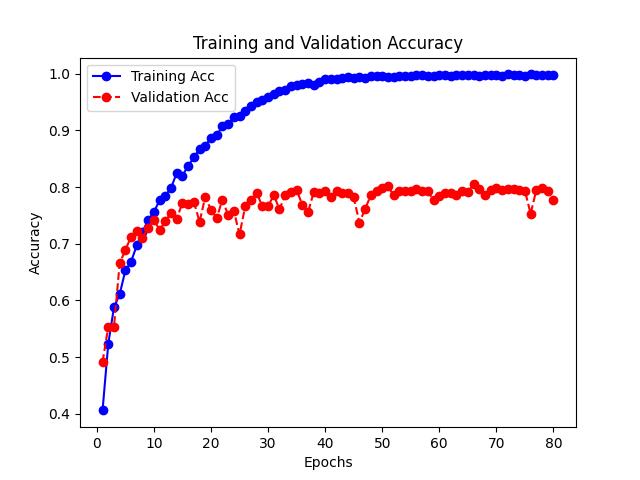 Training and Validation Accuracy
Training Acc
Validation Acc
1.0
0.9
0.8
0.7
0.6
0.5
0.4
Accuracy
0 10 20 30 40 50 60 70 80
Epochs